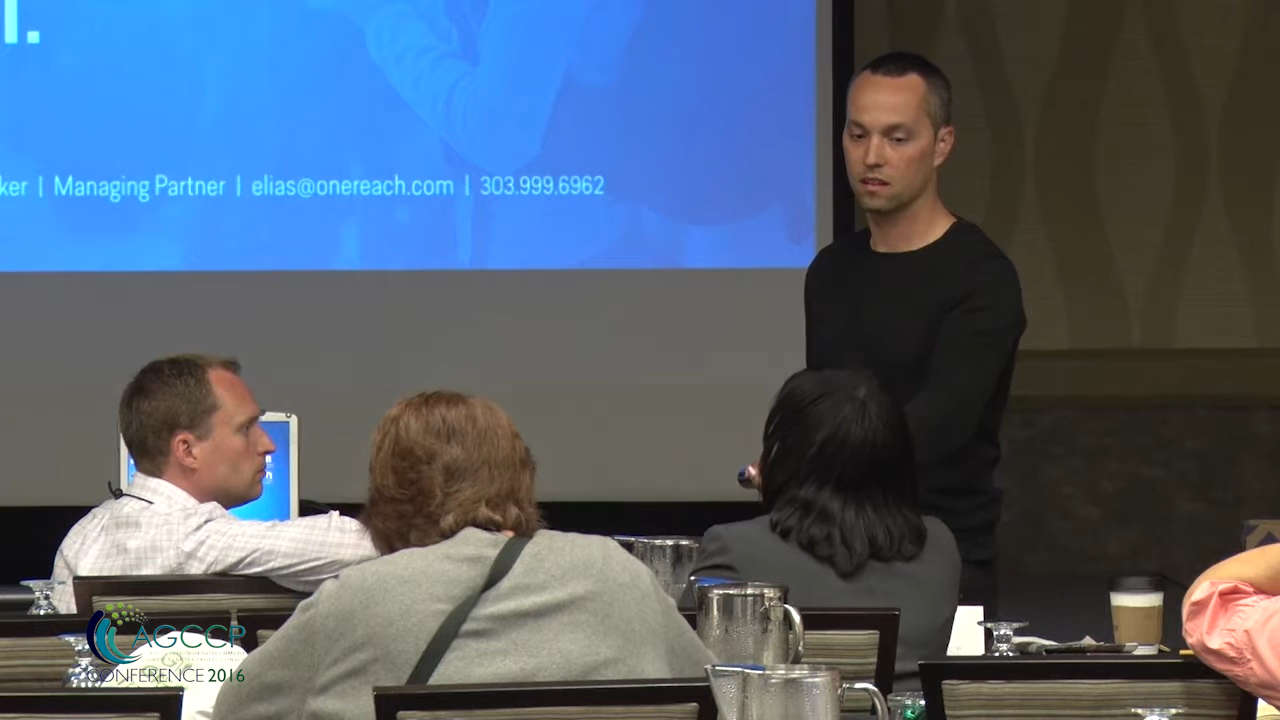 ker | Managing Partner | elias@onereach.com | 303.999.6962
AGCCP
CONFERENCE 2016